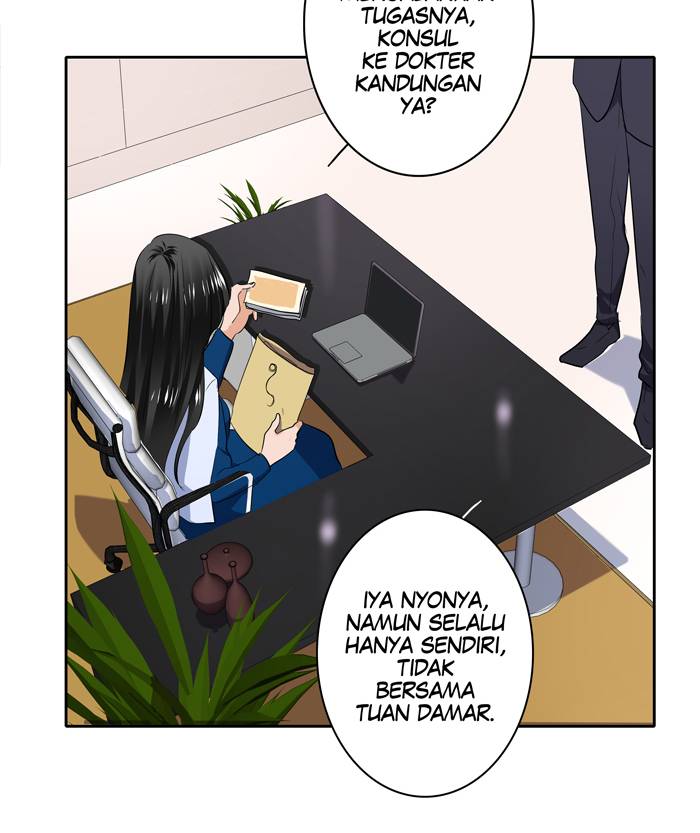 TUGASNYA,
KONSUL
KE DOKTER
KANDUNGAN
YA?
IYA NYONYA,
NAMUN SELALU
HANYA SENDIRI,
TIDAK
BERSAMA
TUAN DAMAR.